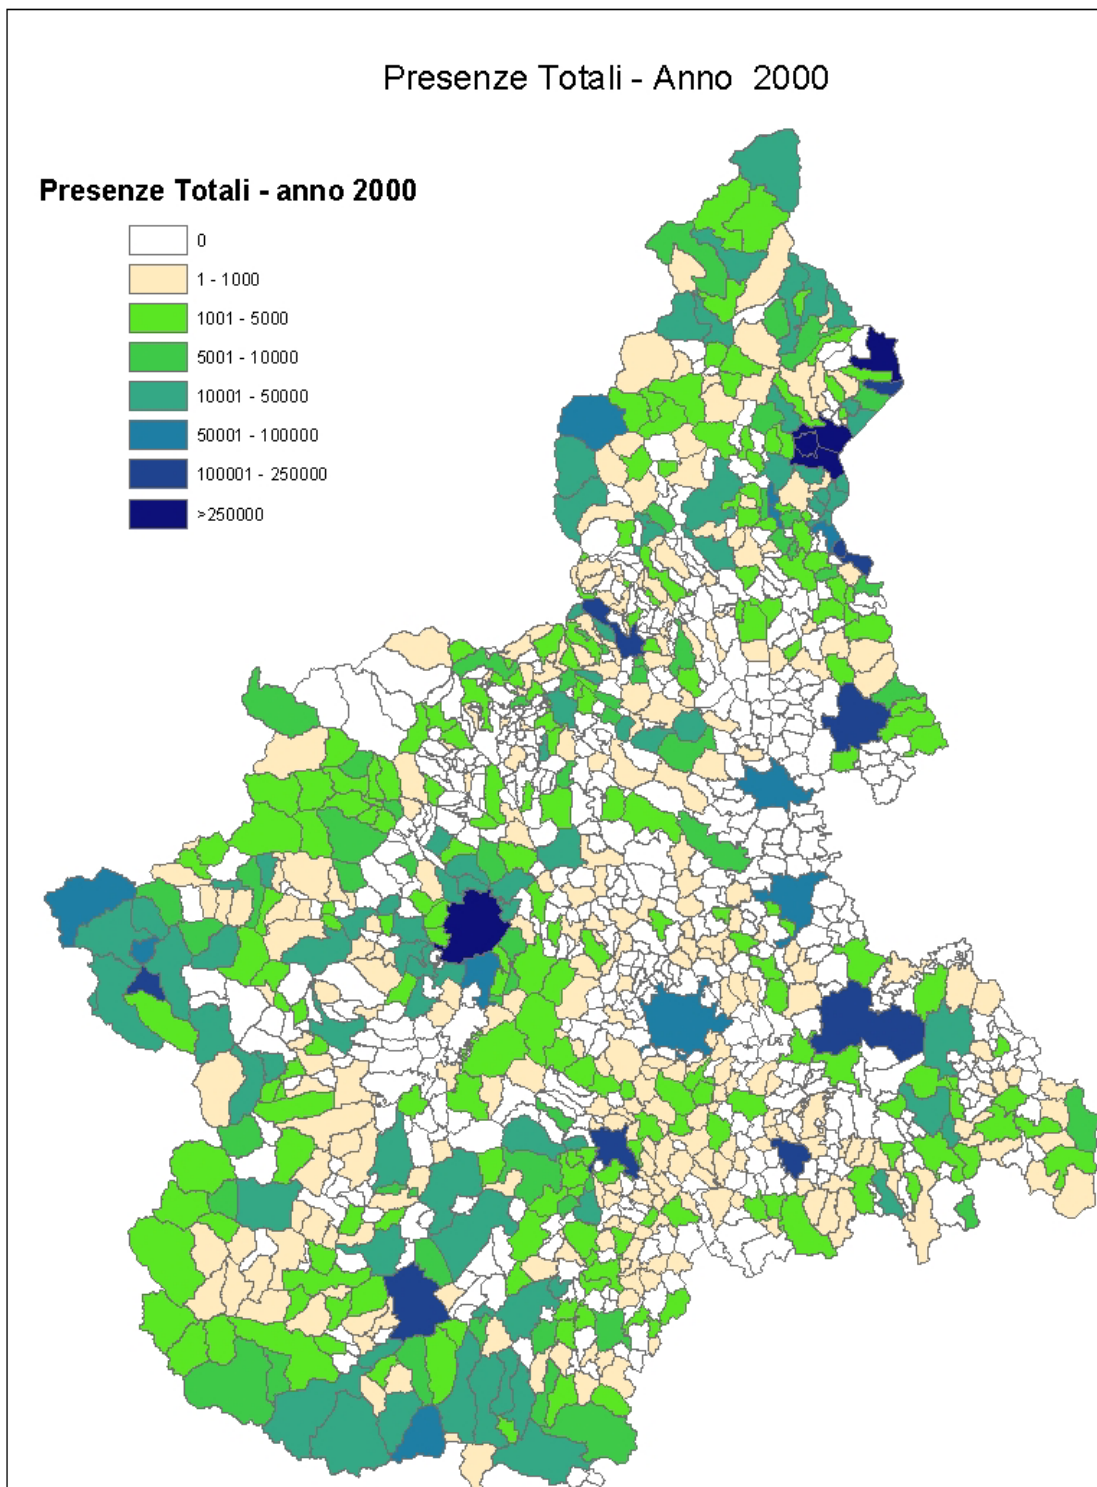 Presenze Totali - Anno 2000
Presenze Totali - anno 2000
0
1 - 1000
1001 - 5000
5001 - 10000
10001 - 50000
50001 - 100000
100001 - 250000
>250000